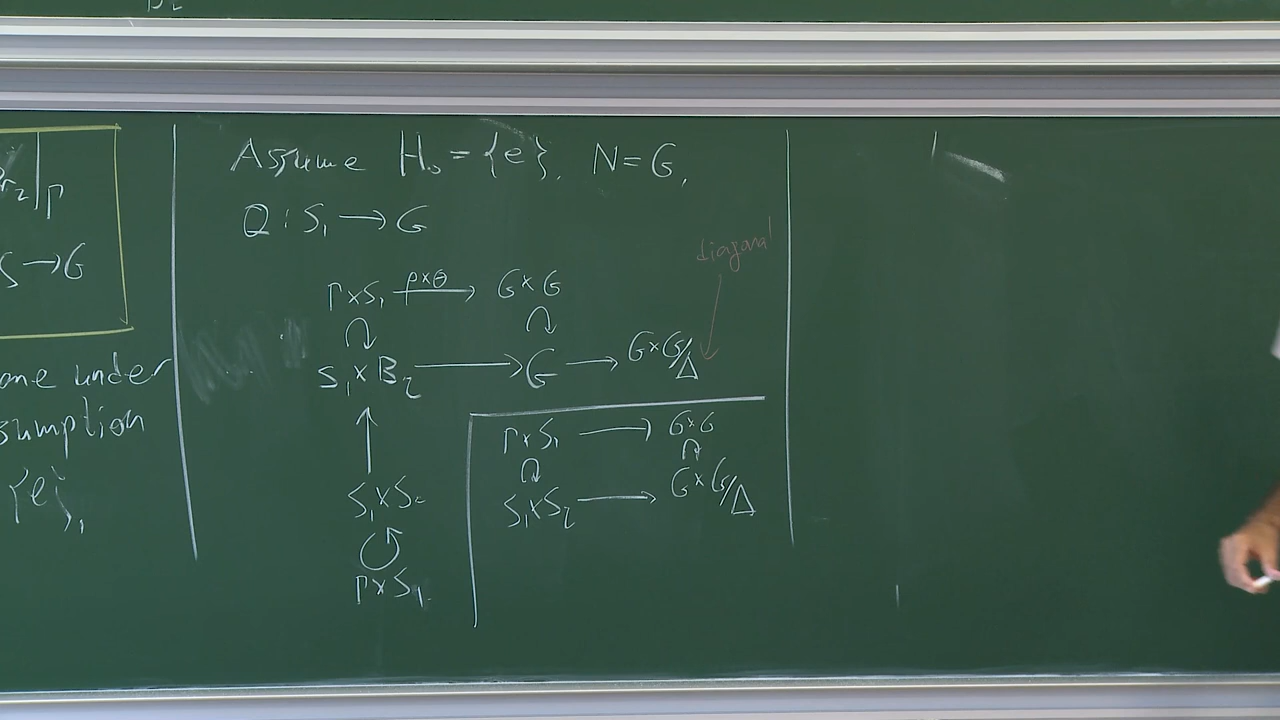 Γ
S → G
one under
sumption
{e},
Assume H₀ = {e}, N = G,
Q : S₁ → G
diagonal
Γ×S₁ —ρ×θ→ G×G
S₁×B₂ → G → G×G/Δ
S₁×S₂
Γ×S₁
Γ×S₁ → G×G
S₁×S₂ → G×G/Δ